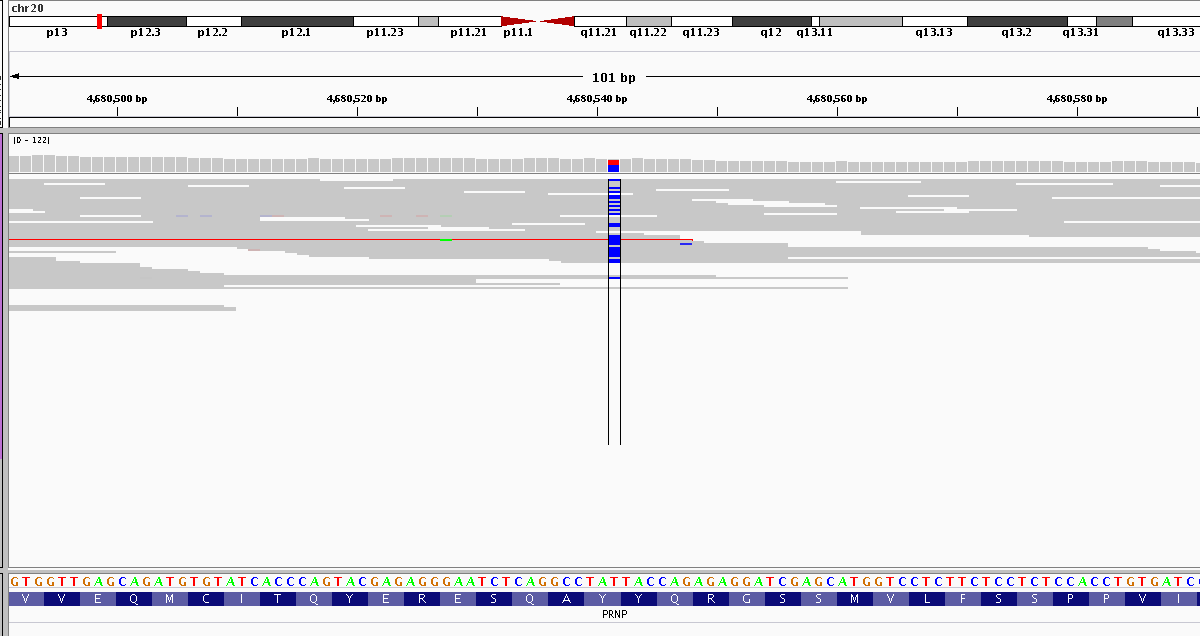 chr20
p13 p12.3 p12.2 p12.1 p11.23 p11.21 p11.1 q11.21 q11.22 q11.23 q12 q13.11 q13.13 q13.2 q13.31 q13.33
101 bp
4,680,500 bp 4,680,520 bp 4,680,540 bp 4,680,560 bp 4,680,580 bp
[0 - 122]
GTGGTTGAGCAGATGTGTATCACCCAGTACGAGAGGGAATCTCAGGCCTATTACCAGAGAGGATCGAGCATGGTCCTCTTCTCCTCTCCACCTGTGATC
V V E Q M C I T Q Y E R E S Q A Y Y Q R G S S M V L F S S P P V I
PRNP